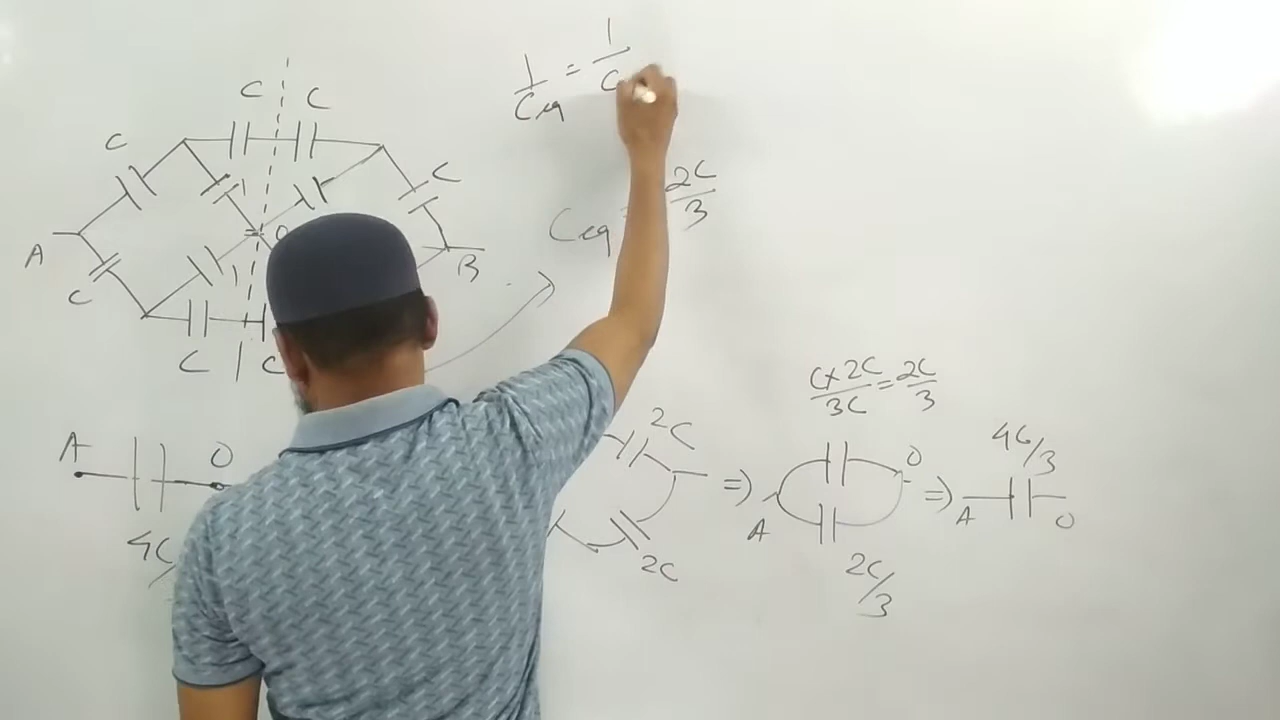 1/Ceq = 1/C
C C
C
C
Ceq = 2C/3
A
B
C
C C
C×2C/3C = 2C/3
2C
4C/3
A O
O
⇒
⇒
A
A O
4C/
2C
2C/3